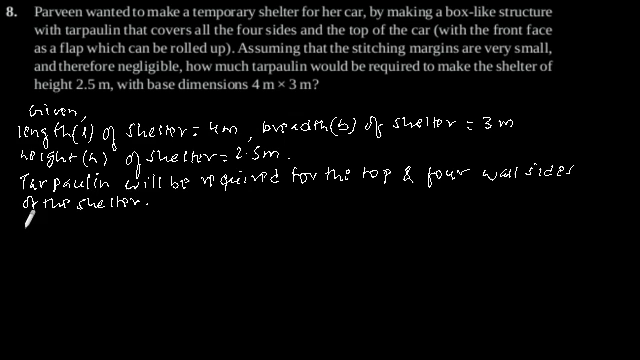 8. Parveen wanted to make a temporary shelter for her car, by making a box-like structure
with tarpaulin that covers all the four sides and the top of the car (with the front face
as a flap which can be rolled up). Assuming that the stitching margins are very small,
and therefore negligible, how much tarpaulin would be required to make the shelter of
height 2.5 m, with base dimensions 4 m × 3 m?
Given,
length(l) of shelter = 4m, breadth(b) of shelter = 3 m
height(h) of shelter = 2.5m.
Tarpaulin will be required for the top & four wall sides
of the shelter.